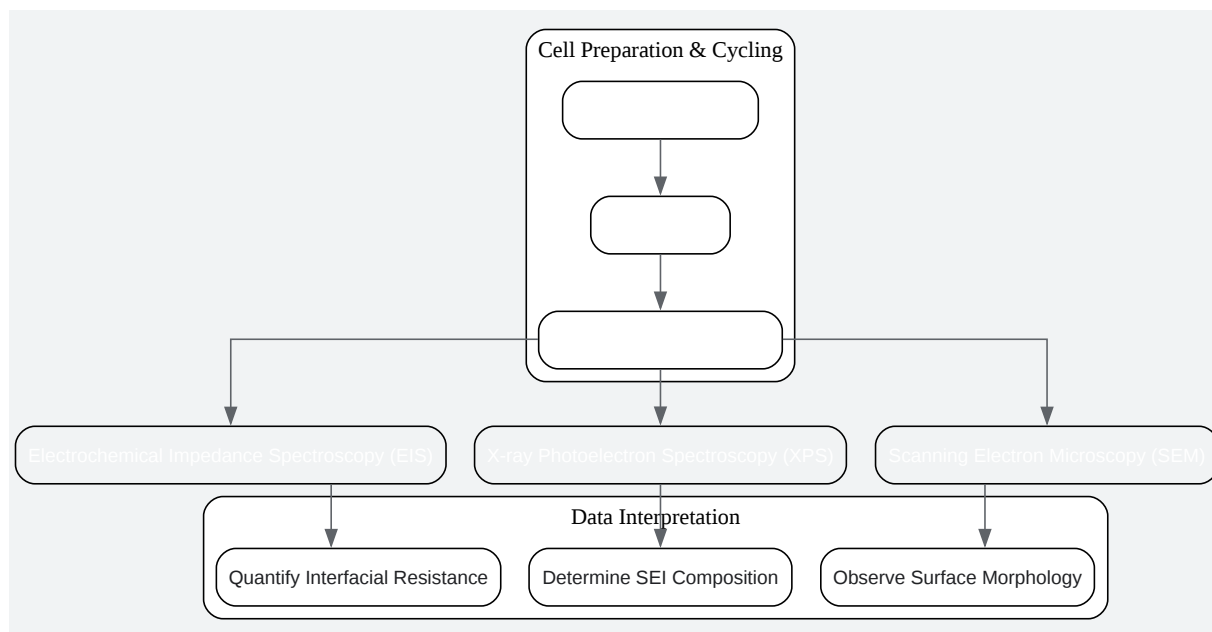 Cell Preparation & Cycling
Electrochemical Impedance Spectroscopy (EIS)
X-ray Photoelectron Spectroscopy (XPS)
Scanning Electron Microscopy (SEM)
Data Interpretation
Quantify Interfacial Resistance
Determine SEI Composition
Observe Surface Morphology